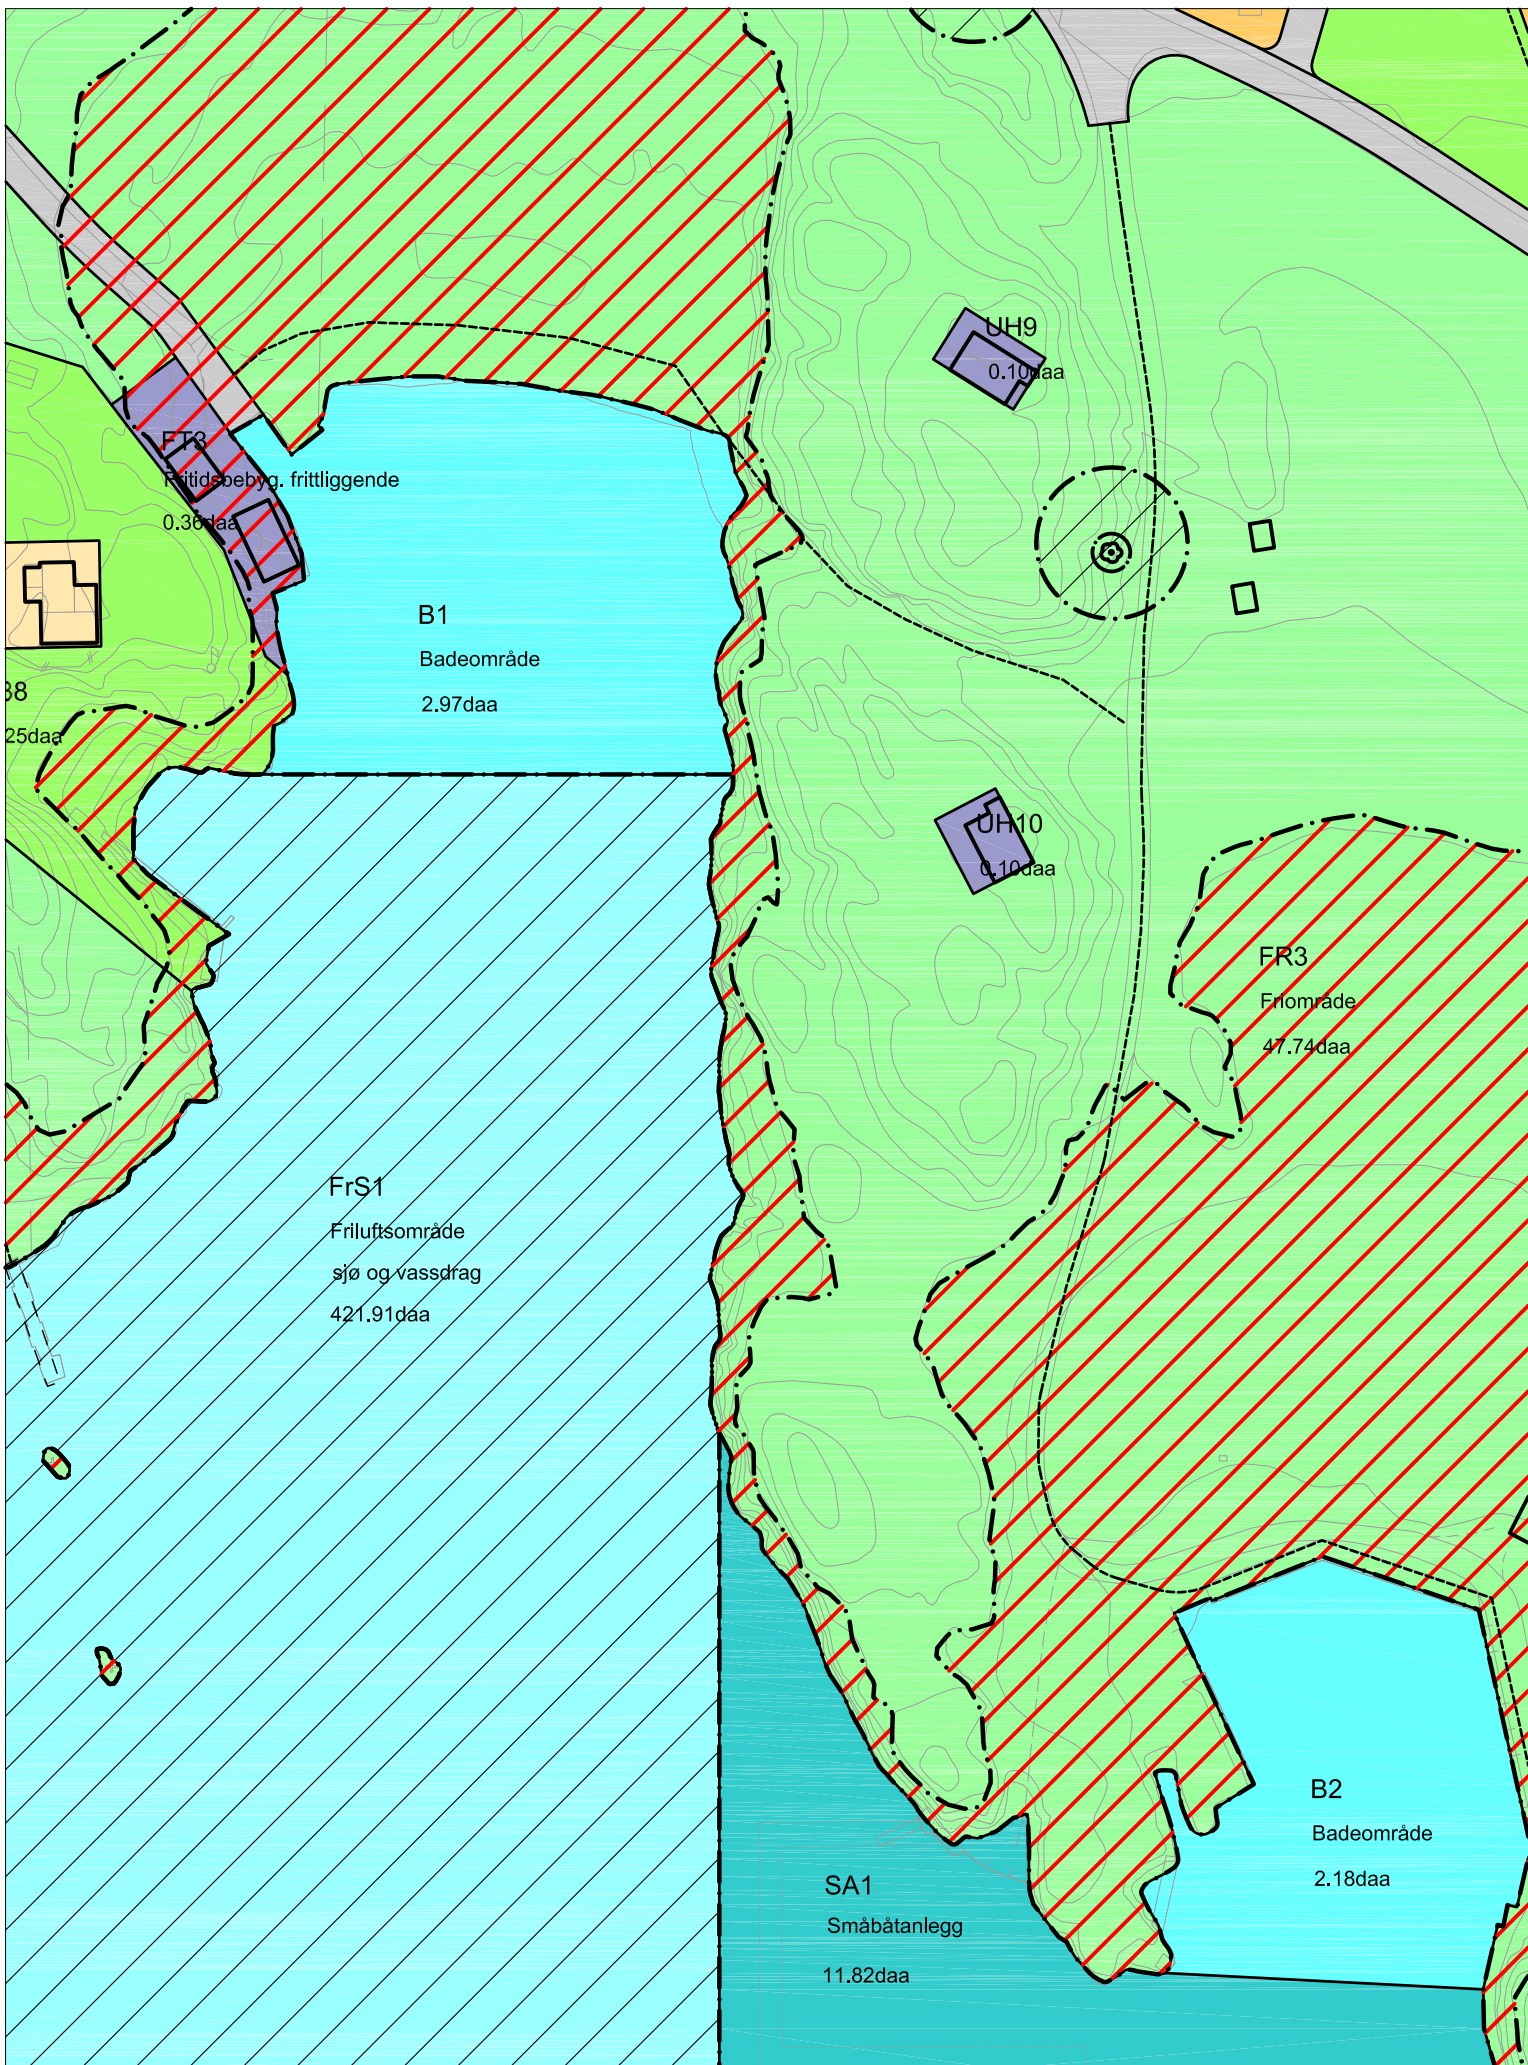 UH9
0.10daa
FT3
Fritidsbebyg. frittliggende
0.36daa
B1
Badeområde
2.97daa
38
25daa
UH10
0.10daa
FR3
Friområde
47.74daa
FrS1
Friluftsområde
sjø og vassdrag
421.91daa
B2
Badeområde
2.18daa
SA1
Småbåtanlegg
11.82daa